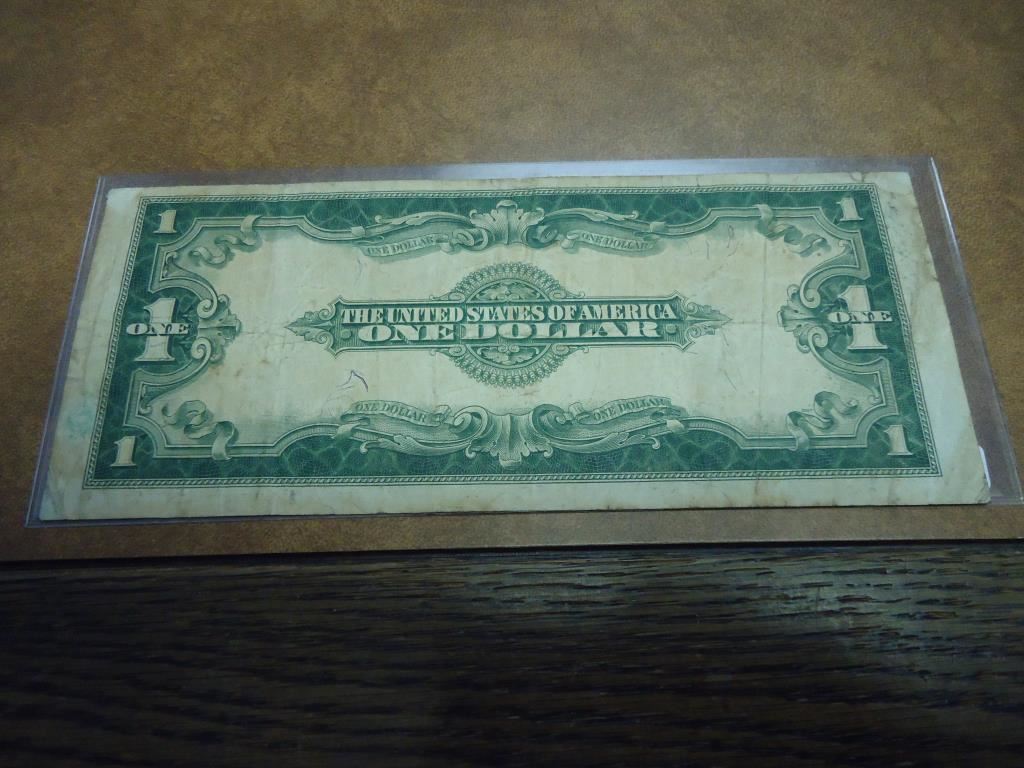 1 1
ONE DOLLAR ONE DOLLAR
1 ONE THE UNITED STATES OF AMERICA 1 ONE
ONE DOLLAR
ONE DOLLAR ONE DOLLAR
1 1